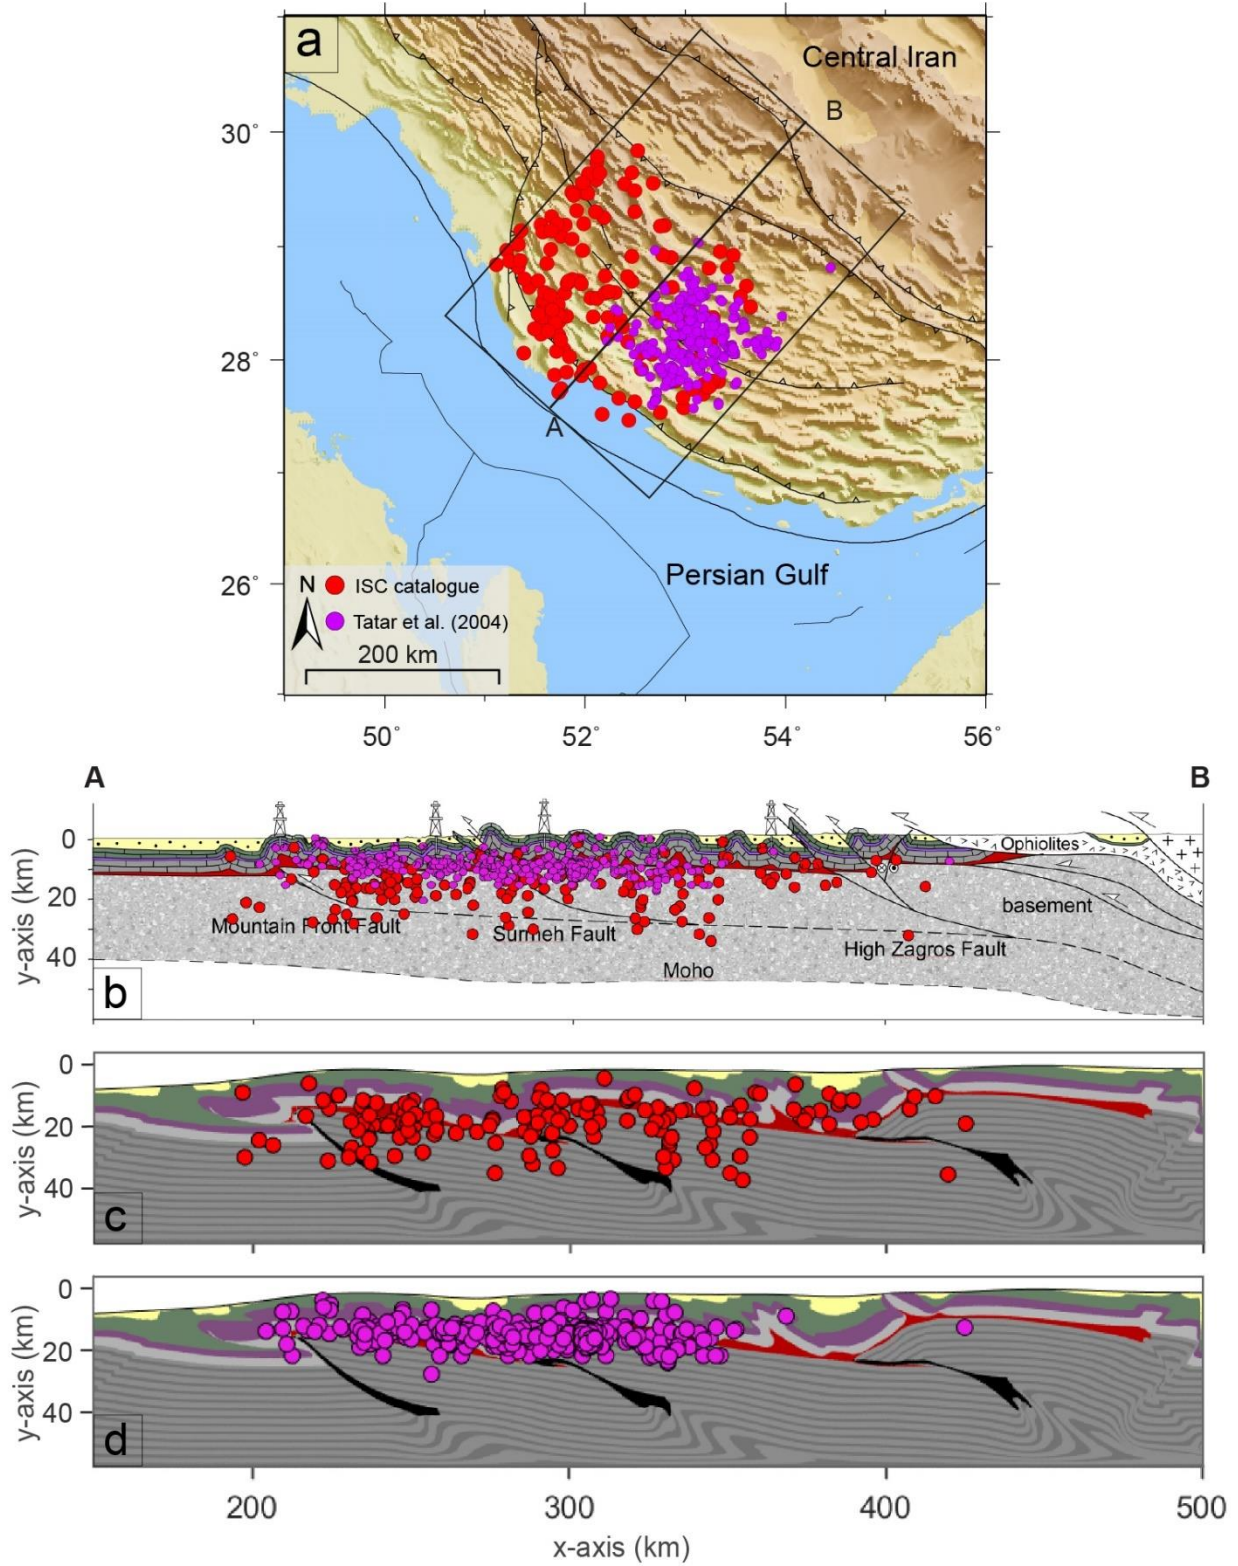 a
Central Iran
B
30°
28°
A
26°
Persian Gulf
N
ISC catalogue
Tatar et al. (2004)
200 km
50° 52° 54° 56°
A B
0
20
40
y-axis (km)
Ophiolites
basement
Mountain Front Fault
Surmeh Fault
High Zagros Fault
Moho
b
0
20
40
y-axis (km)
c
0
20
40
y-axis (km)
d
200 300 400 500
x-axis (km)